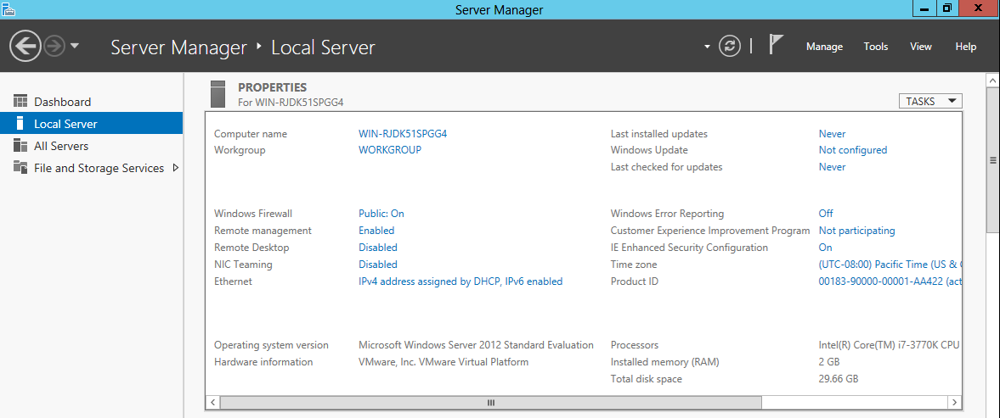 Server Manager
Server Manager ‣ Local Server
Manage Tools View Help
Dashboard
Local Server
All Servers
File and Storage Services
PROPERTIES
For WIN-RJDK51SPGG4
TASKS
Computer name WIN-RJDK51SPGG4
Workgroup WORKGROUP
Last installed updates Never
Windows Update Not configured
Last checked for updates Never
Windows Firewall Public: On
Remote management Enabled
Remote Desktop Disabled
NIC Teaming Disabled
Ethernet IPv4 address assigned by DHCP, IPv6 enabled
Windows Error Reporting Off
Customer Experience Improvement Program Not participating
IE Enhanced Security Configuration On
Time zone (UTC-08:00) Pacific Time (US &
Product ID 00183-90000-00001-AA422 (act
Operating system version Microsoft Windows Server 2012 Standard Evaluation
Hardware information VMware, Inc. VMware Virtual Platform
Processors Intel(R) Core(TM) i7-3770K CPU
Installed memory (RAM) 2 GB
Total disk space 29.66 GB